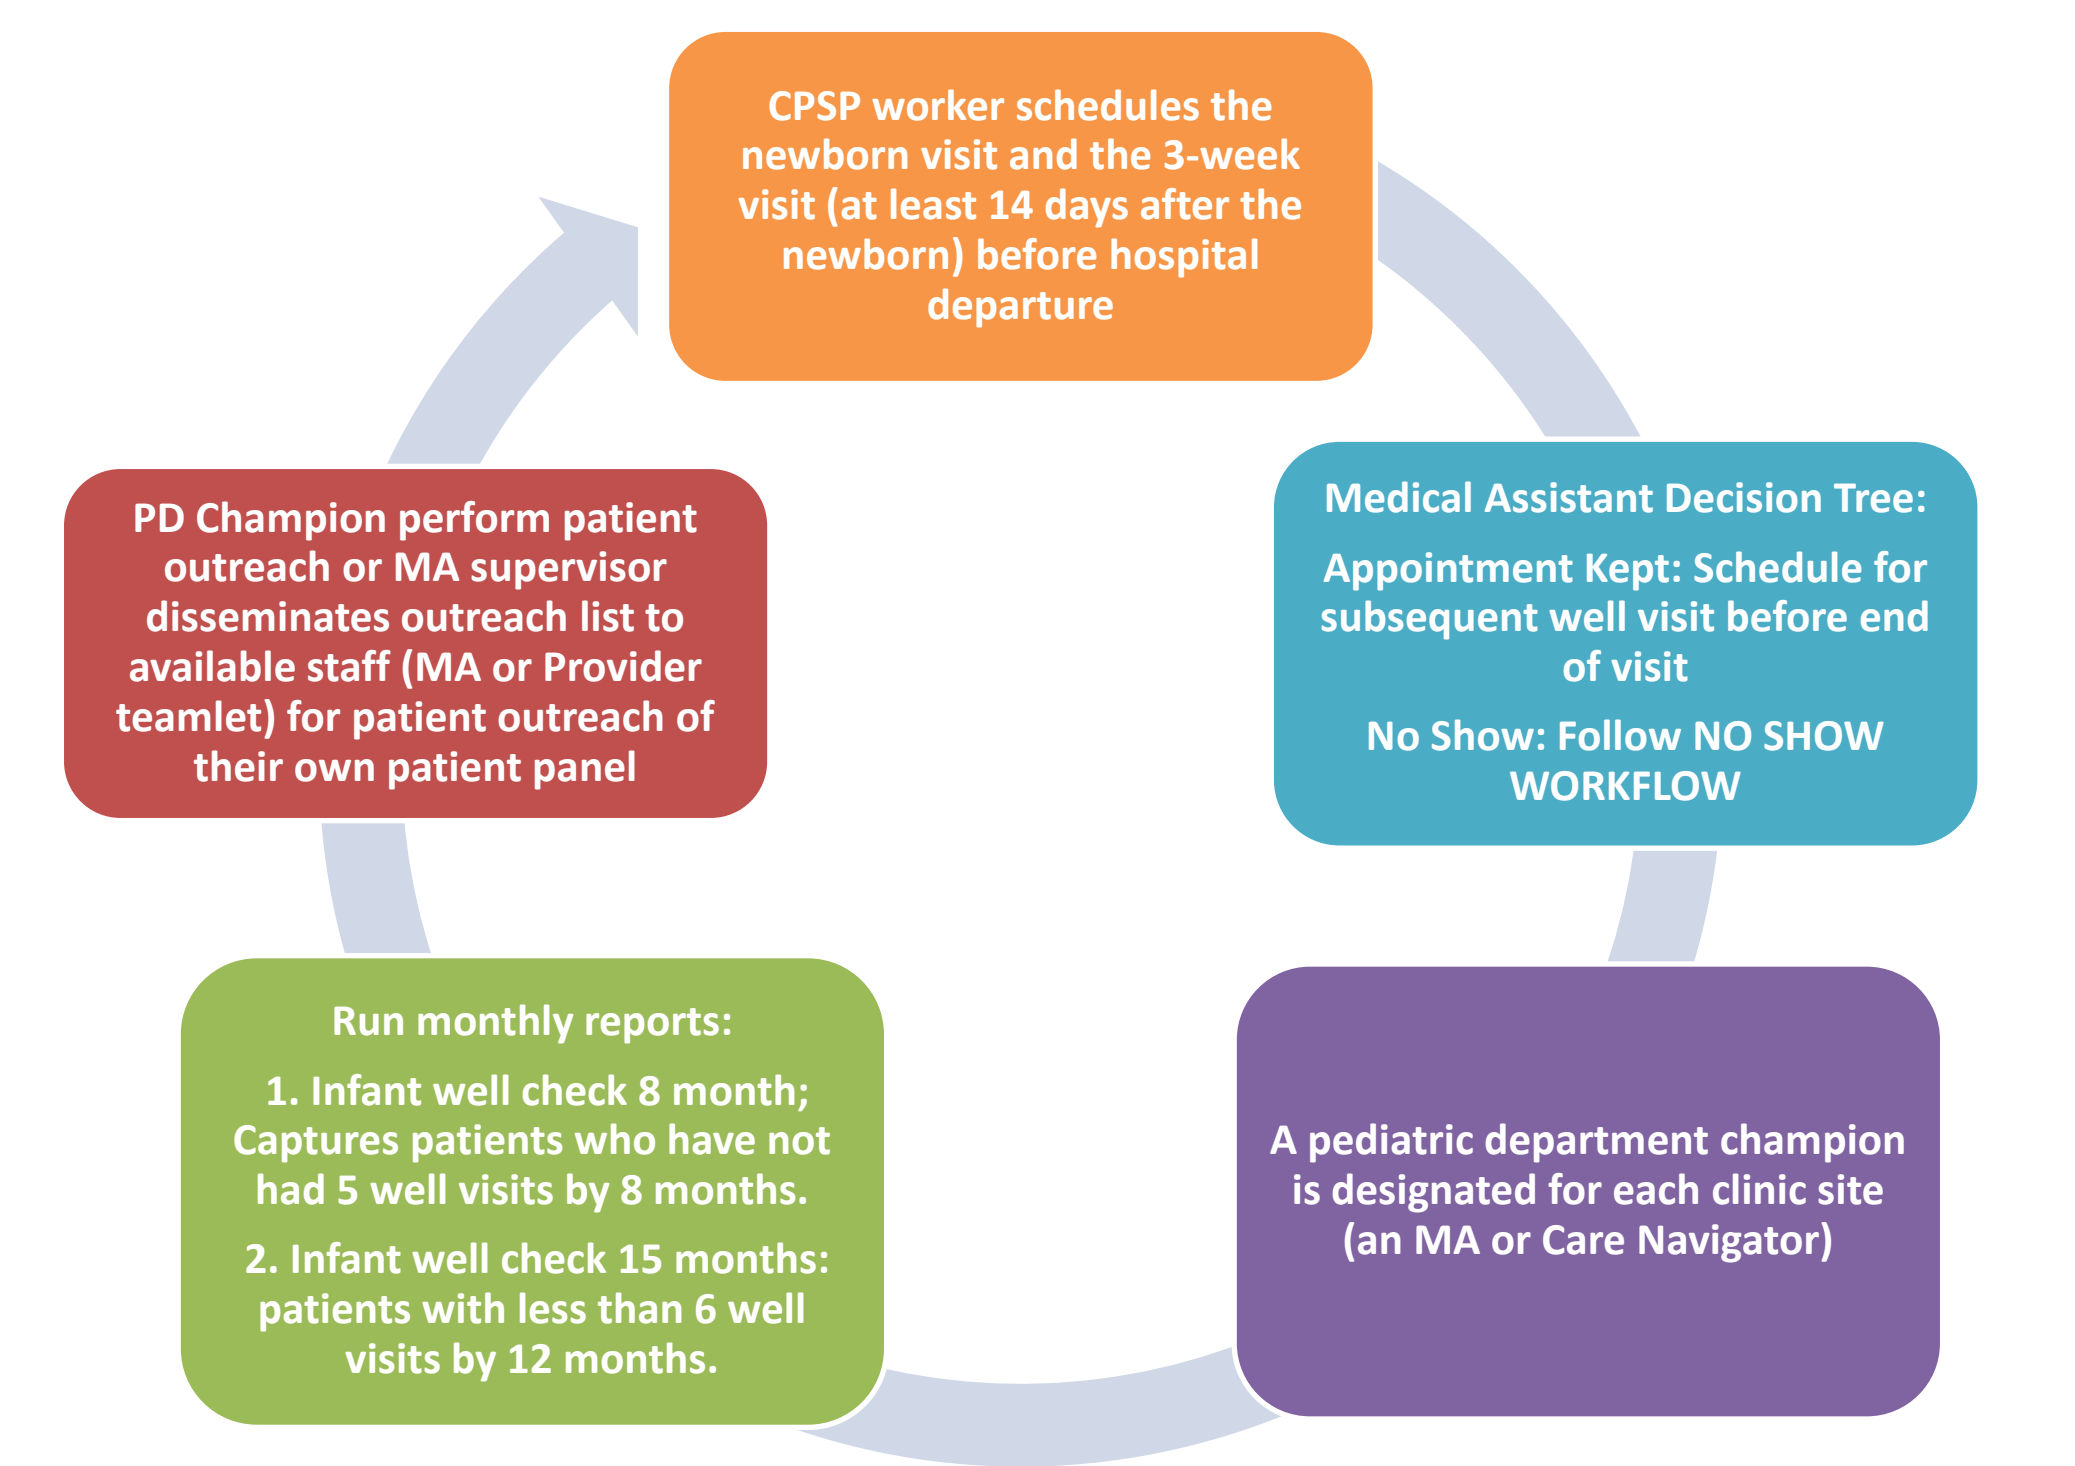 CPSP worker schedules the
newborn visit and the 3-week
visit (at least 14 days after the
newborn) before hospital
departure
Medical Assistant Decision Tree:
Appointment Kept: Schedule for
subsequent well visit before end
of visit
No Show: Follow NO SHOW
WORKFLOW
A pediatric department champion
is designated for each clinic site
(an MA or Care Navigator)
Run monthly reports:
1. Infant well check 8 month;
Captures patients who have not
had 5 well visits by 8 months.
2. Infant well check 15 months:
patients with less than 6 well
visits by 12 months.
PD Champion perform patient
outreach or MA supervisor
disseminates outreach list to
available staff (MA or Provider
teamlet) for patient outreach of
their own patient panel